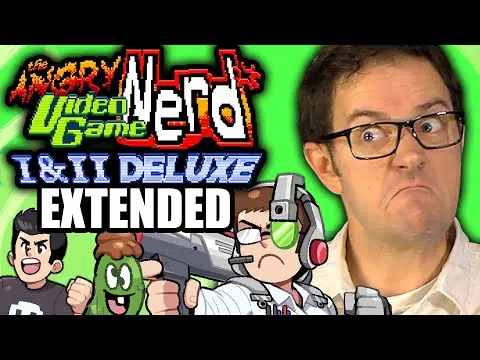 the
ANGRY
Video Nerd
Game
I & II DELUXE
EXTENDED